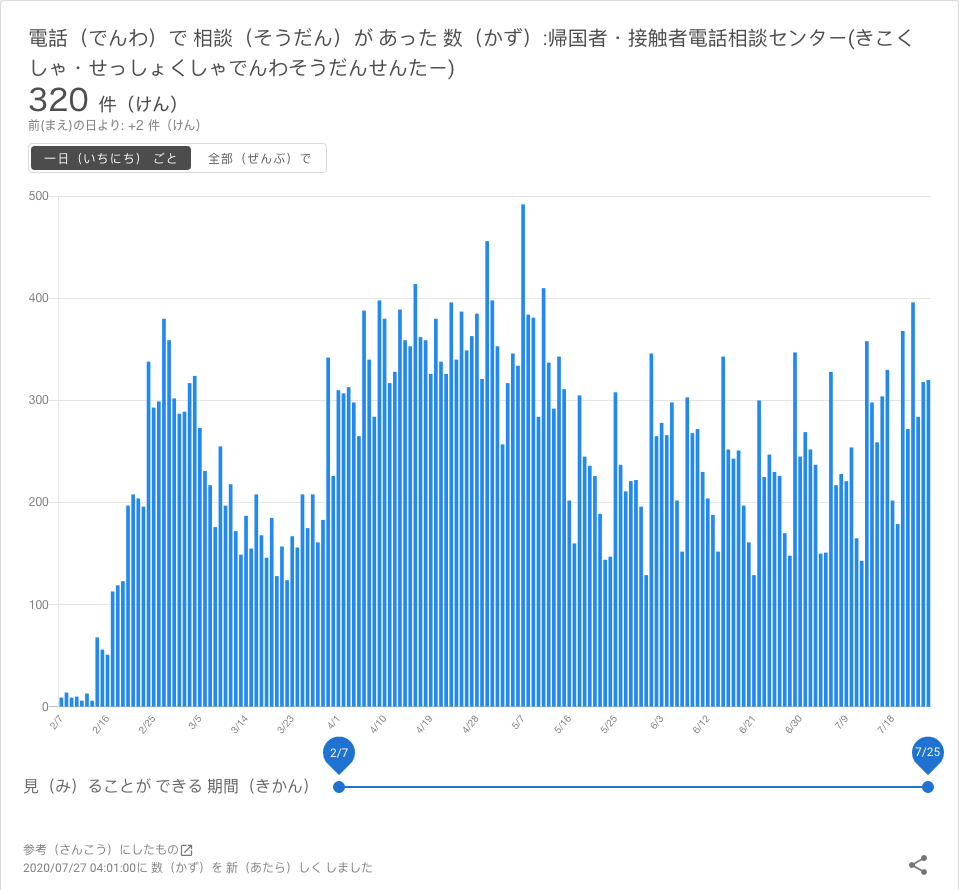 電話（でんわ）で 相談（そうだん）が あった 数（かず）:帰国者・接触者電話相談センター(きこく
しゃ・せっしょくしゃでんわそうだんせんたー)
320 件（けん）
前(まえ)の日より: +2 件（けん）
一日（いちにち） ごと 全部（ぜんぶ）で
500
400
300
200
100
0
2/7 2/16 2/25 3/5 3/14 3/23 4/1 4/10 4/19 4/28 5/7 5/16 5/25 6/3 6/12 6/21 6/30 7/9 7/18
2/7 7/25
見（み）ることが できる 期間（きかん）
参考（さんこう）にしたもの
2020/07/27 04:01:00に 数（かず）を 新（あたら）しく しました